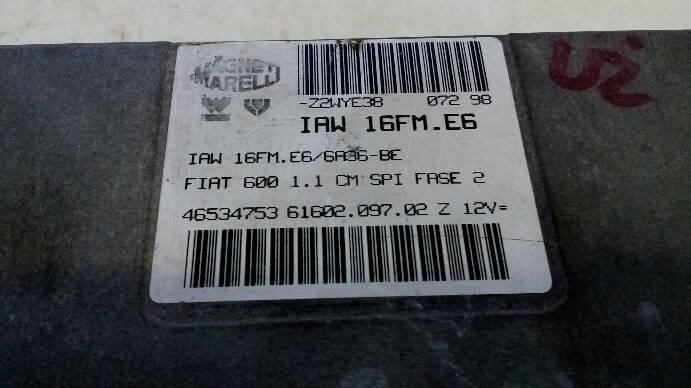 MAGNETI
MARELLI
-Z2WYE38 072 98
IAW 16FM.E6
IAW 16FM.E6/6A36-BE
FIAT 600 1.1 CM SPI FASE 2
46534753 61602.097.02 Z 12V=